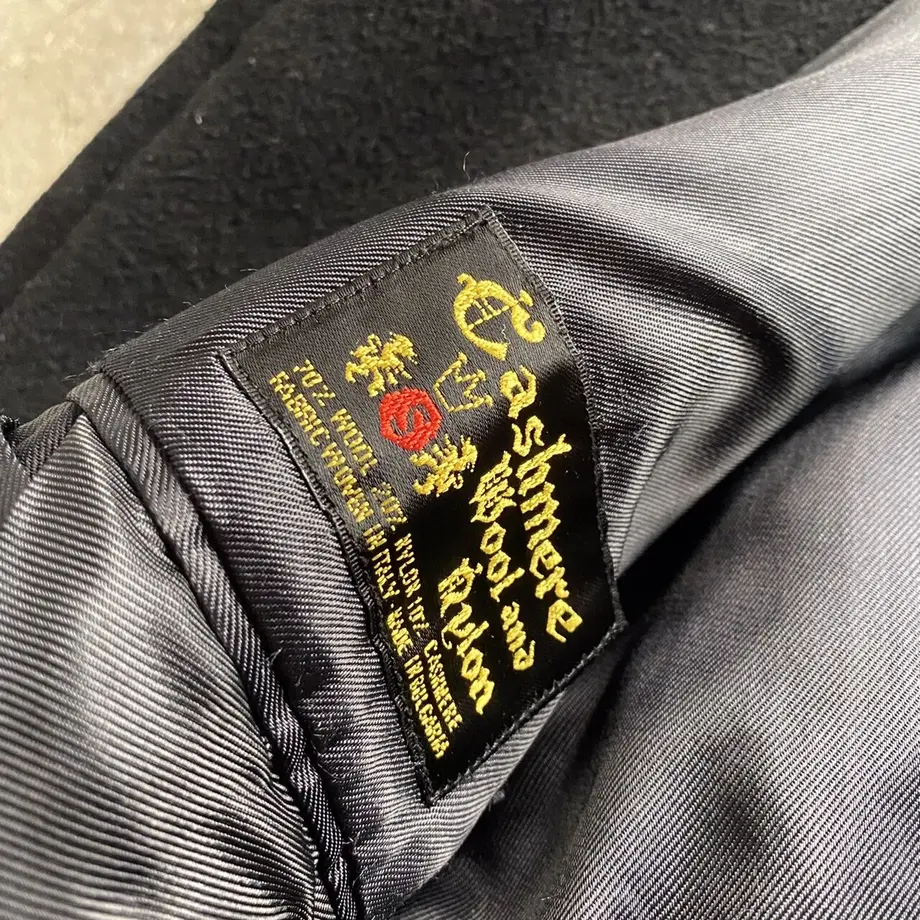 Cashmere
Wool and
Nylon
S
70% WOOL 20% NYLON 10% CASHMERE
FABRIC WOVEN IN ITALY MADE IN BULGARIA